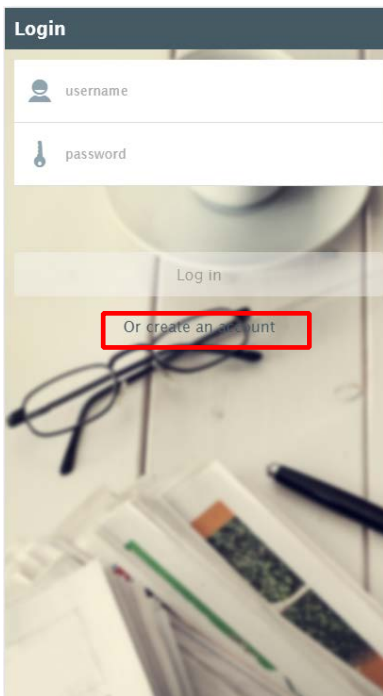 Login
username
password
Log in
Or create an account